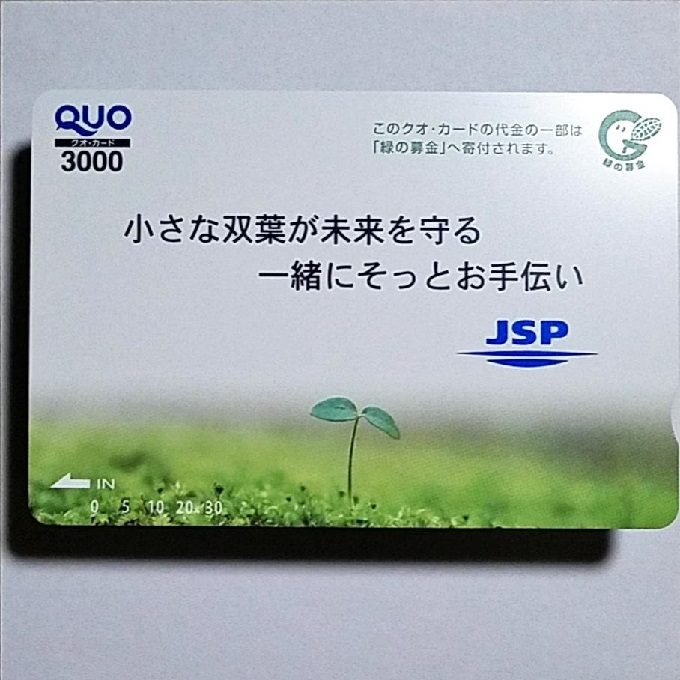 QUO
クオ・カード
3000
このクオ・カードの代金の一部は
「緑の募金」へ寄付されます。
緑の募金
小さな双葉が未来を守る
一緒にそっとお手伝い
JSP
IN
0 5 10 20 30